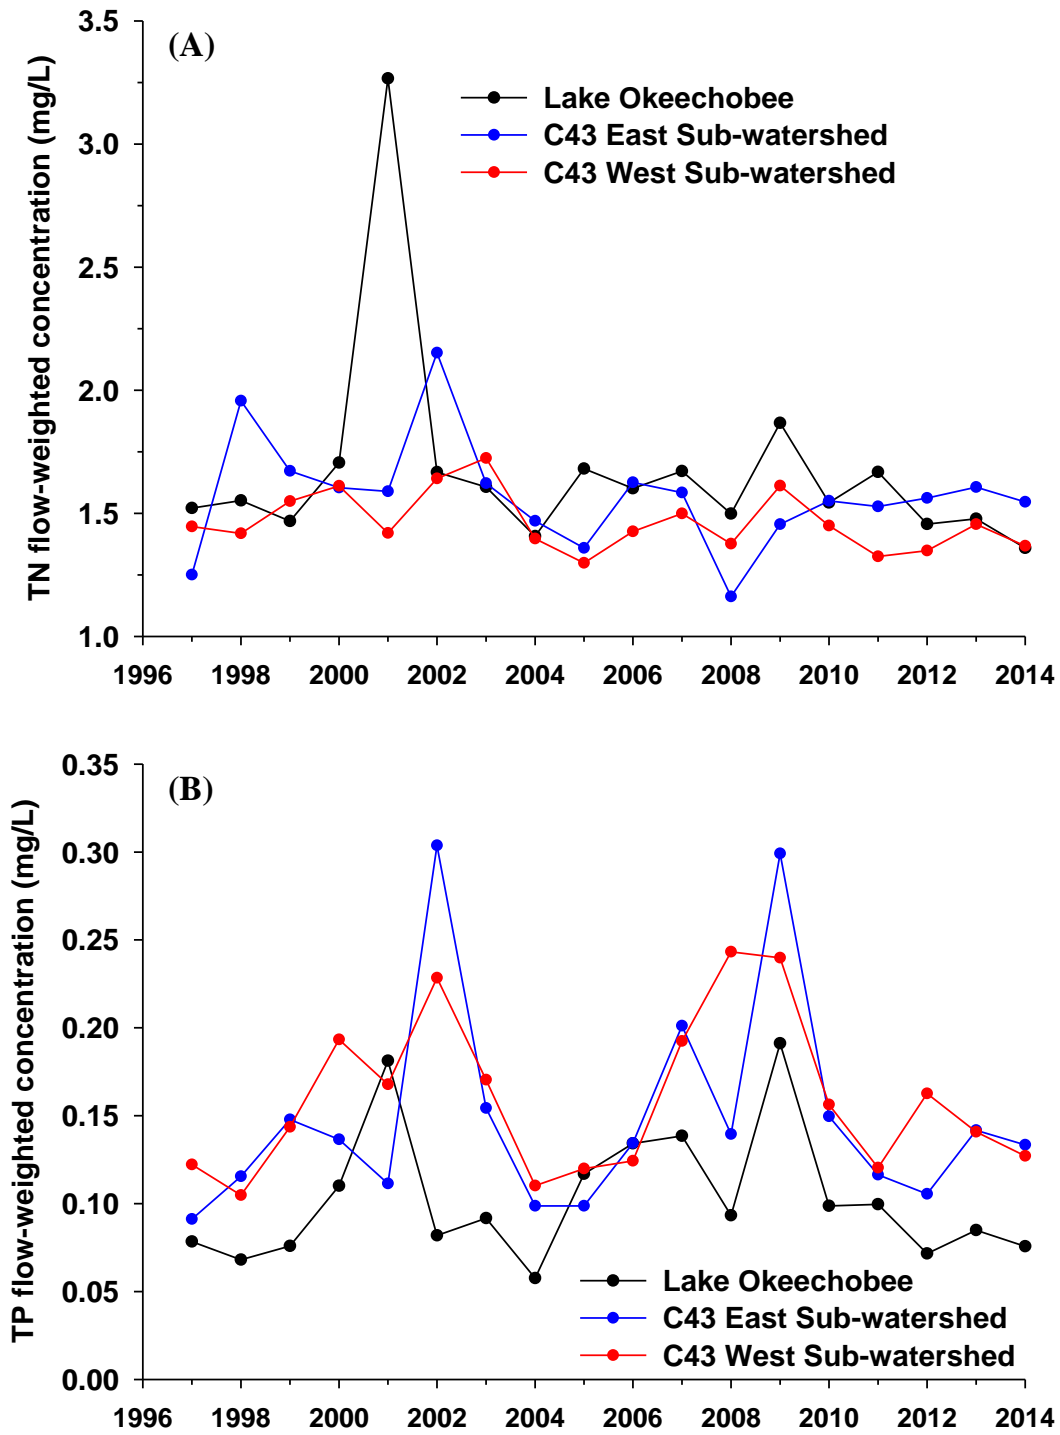 (A)
TN flow-weighted concentration (mg/L)
3.5
3.0
2.5
2.0
1.5
1.0
Lake Okeechobee
C43 East Sub-watershed
C43 West Sub-watershed
1996 1998 2000 2002 2004 2006 2008 2010 2012 2014
(B)
TP flow-weighted concentration (mg/L)
0.35
0.30
0.25
0.20
0.15
0.10
0.05
0.00
Lake Okeechobee
C43 East Sub-watershed
C43 West Sub-watershed
1996 1998 2000 2002 2004 2006 2008 2010 2012 2014